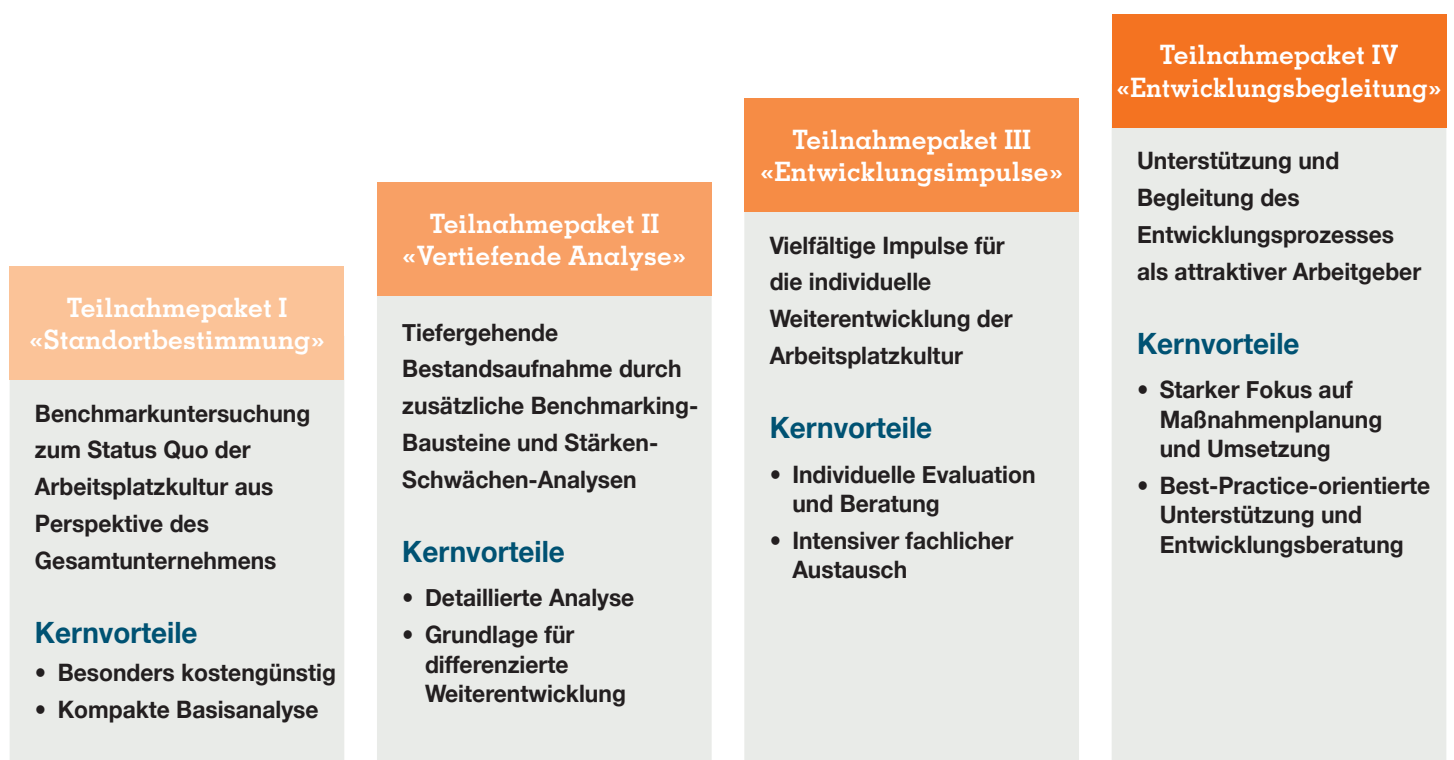 Teilnahmepaket I
«Standortbestimmung»
Benchmarkuntersuchung
zum Status Quo der
Arbeitsplatzkultur aus
Perspektive des
Gesamtunternehmens
Kernvorteile
• Besonders kostengünstig
• Kompakte Basisanalyse
Teilnahmepaket II
«Vertiefende Analyse»
Tiefergehende
Bestandsaufnahme durch
zusätzliche Benchmarking-
Bausteine und Stärken-
Schwächen-Analysen
Kernvorteile
• Detaillierte Analyse
• Grundlage für
differenzierte
Weiterentwicklung
Teilnahmepaket III
«Entwicklungsimpulse»
Vielfältige Impulse für
die individuelle
Weiterentwicklung der
Arbeitsplatzkultur
Kernvorteile
• Individuelle Evaluation
und Beratung
• Intensiver fachlicher
Austausch
Teilnahmepaket IV
«Entwicklungsbegleitung»
Unterstützung und
Begleitung des
Entwicklungsprozesses
als attraktiver Arbeitgeber
Kernvorteile
• Starker Fokus auf
Maßnahmenplanung
und Umsetzung
• Best-Practice-orientierte
Unterstützung und
Entwicklungsberatung